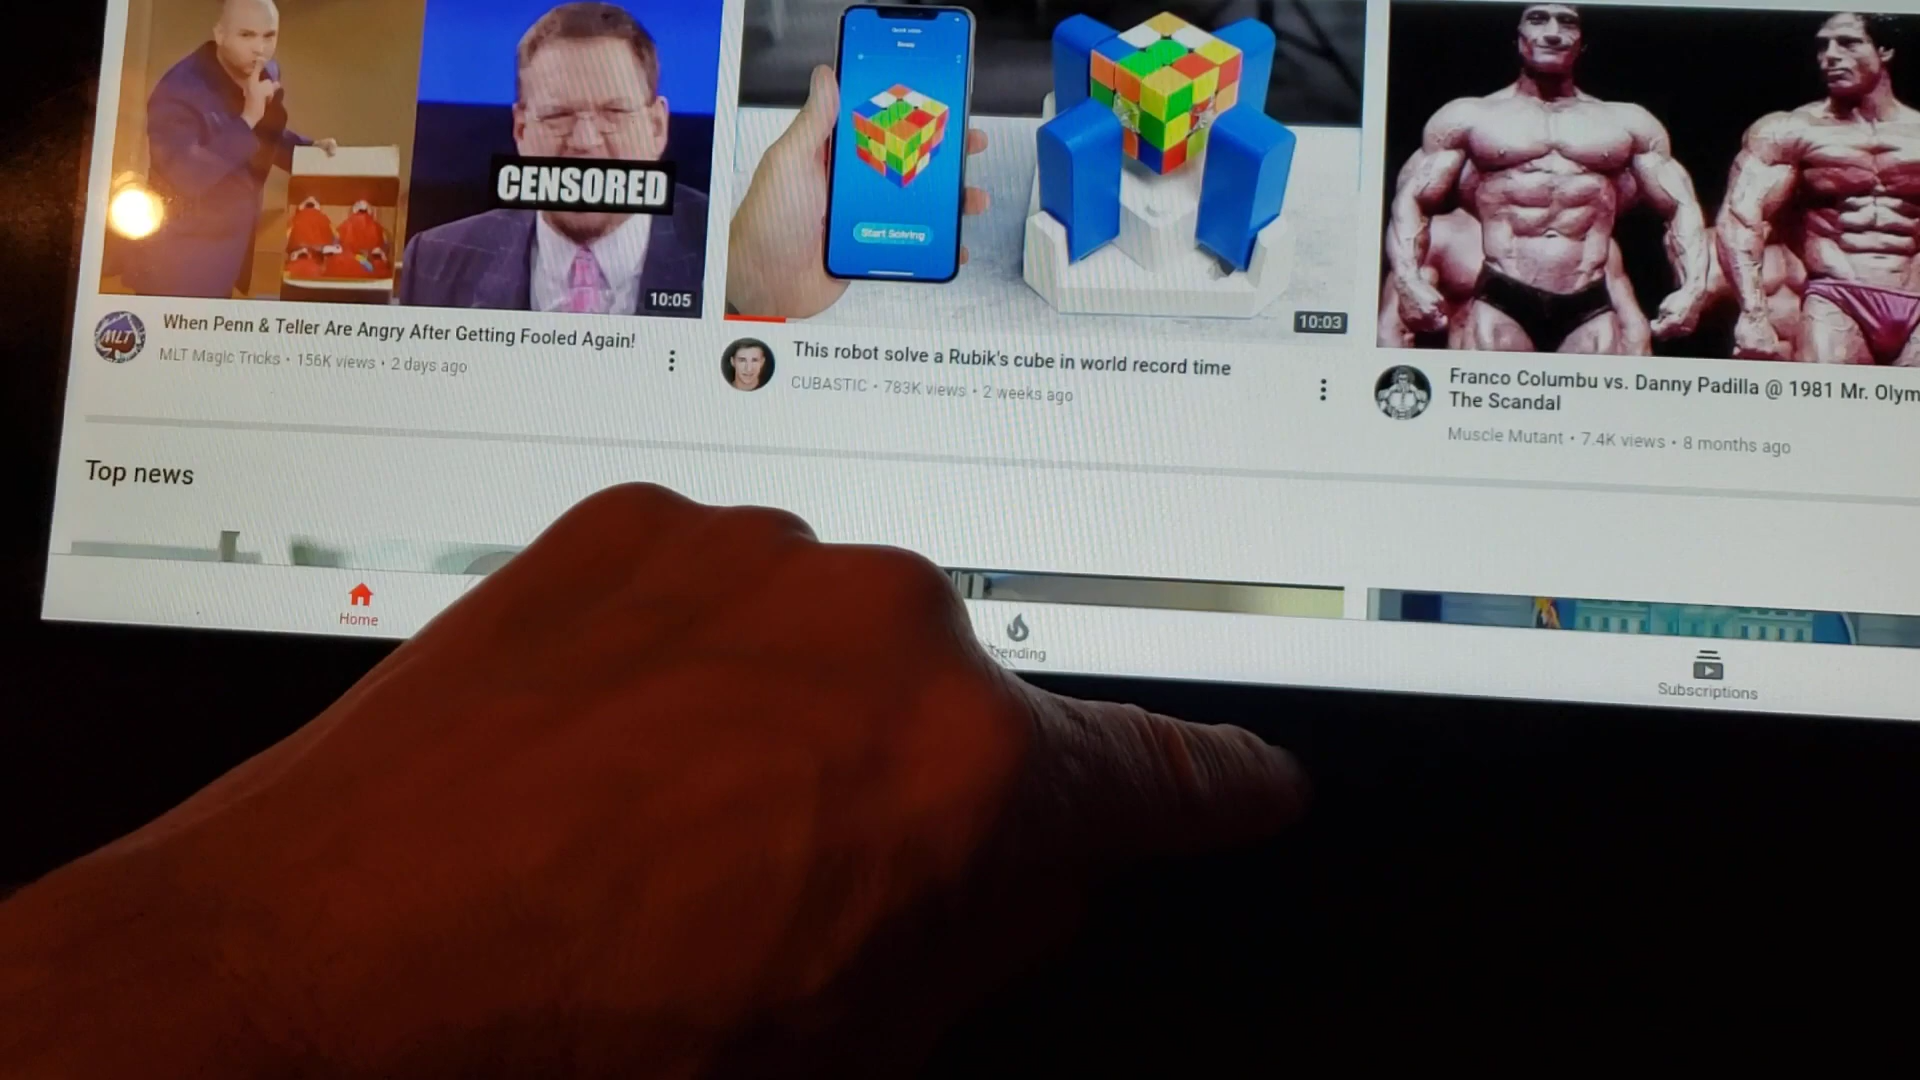 CENSORED
10:05
Start Solving
10:03
MLT
When Penn & Teller Are Angry After Getting Fooled Again!
MLT Magic Tricks • 156K views • 2 days ago
This robot solve a Rubik's cube in world record time
CUBASTIC • 783K views • 2 weeks ago
Franco Columbu vs. Danny Padilla @ 1981 Mr. Olym
The Scandal
Muscle Mutant • 7.4K views • 8 months ago
Top news
Home
Trending
Subscriptions